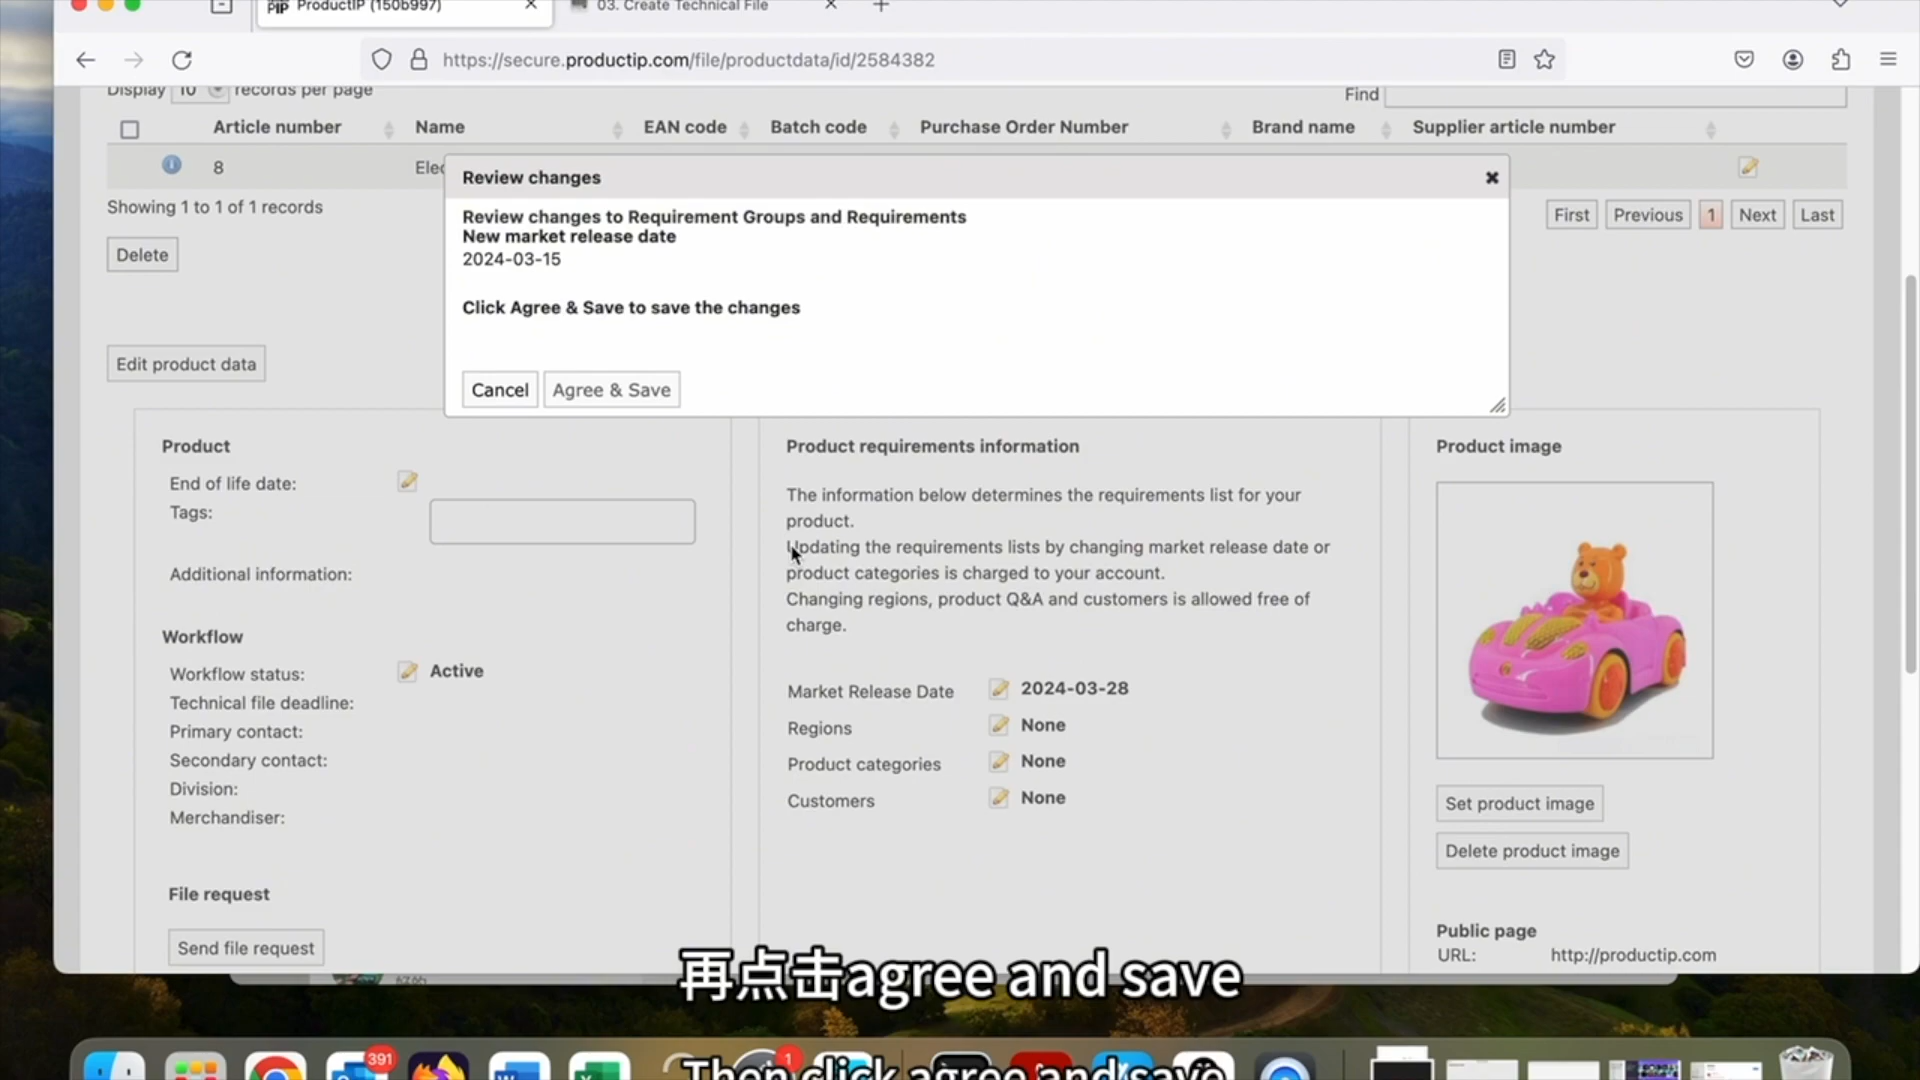 PIP ProductIP (150b997)
03. Create Technical File
https://secure.productip.com/file/productdata/id/2584382
Display 10 records per page
Find
Article number Name EAN code Batch code Purchase Order Number Brand name Supplier article number
8 Elec
Showing 1 to 1 of 1 records
First Previous 1 Next Last
Delete
Review changes
Review changes to Requirement Groups and Requirements
New market release date
2024-03-15
Click Agree & Save to save the changes
Cancel Agree & Save
Edit product data
Product
End of life date:
Tags:
Additional information:
Workflow
Workflow status: Active
Technical file deadline:
Primary contact:
Secondary contact:
Division:
Merchandiser:
File request
Send file request
Product requirements information
The information below determines the requirements list for your
product.
Updating the requirements lists by changing market release date or
product categories is charged to your account.
Changing regions, product Q&A and customers is allowed free of
charge.
Market Release Date 2024-03-28
Regions None
Product categories None
Customers None
Product image
Set product image
Delete product image
Public page
URL: http://productip.com
再点击agree and save
Then click agree and save
391
1